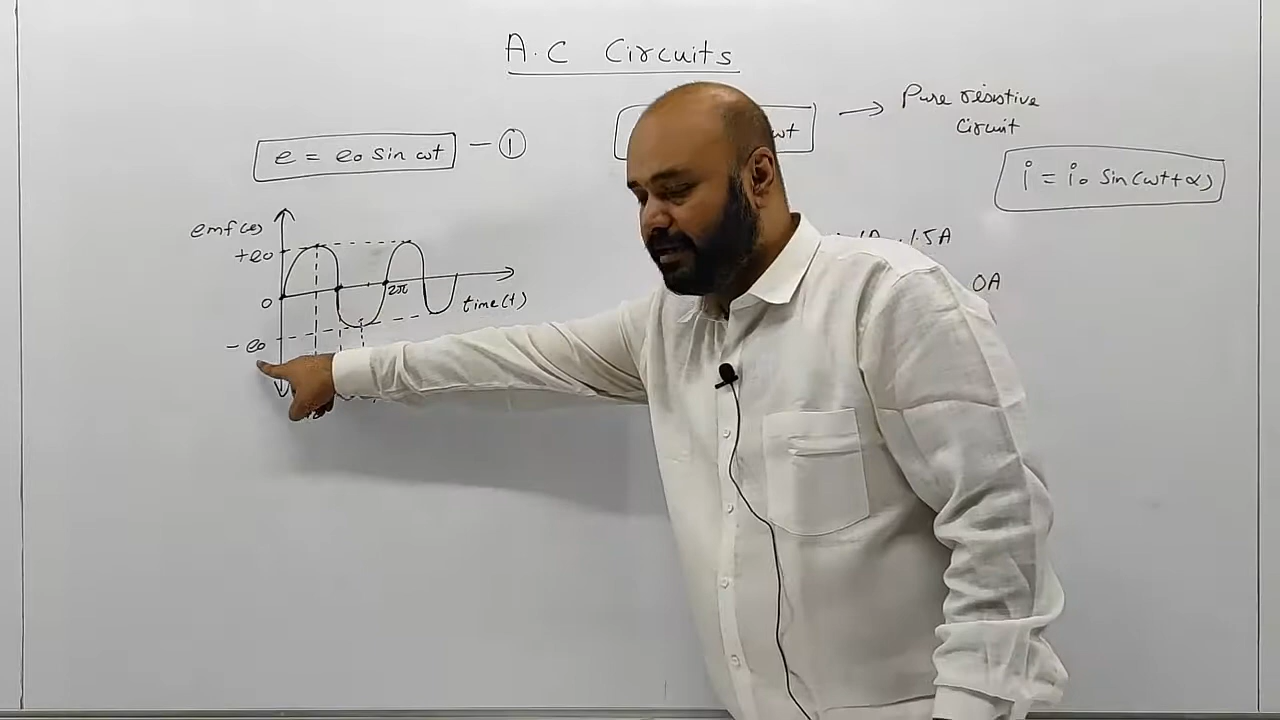 A.C Circuits
e = e₀ sin ωt — ①
ωt → Pure resistive
circuit
i = i₀ sin(ωt+α)
emf(e)
+e₀
0
2π
time(t)
-e₀
1.5A
0A